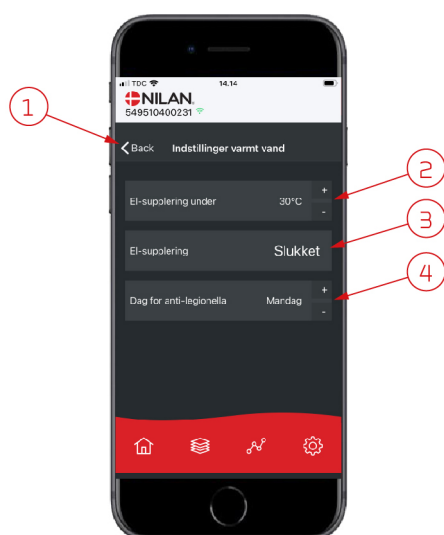 TDC 14.14
NILAN
549510400231
1
Back Indstillinger varmt vand
2
El-supplering under 30°C + -
3
El-supplering Slukket
4
Dag for anti-legionella Mandag + -